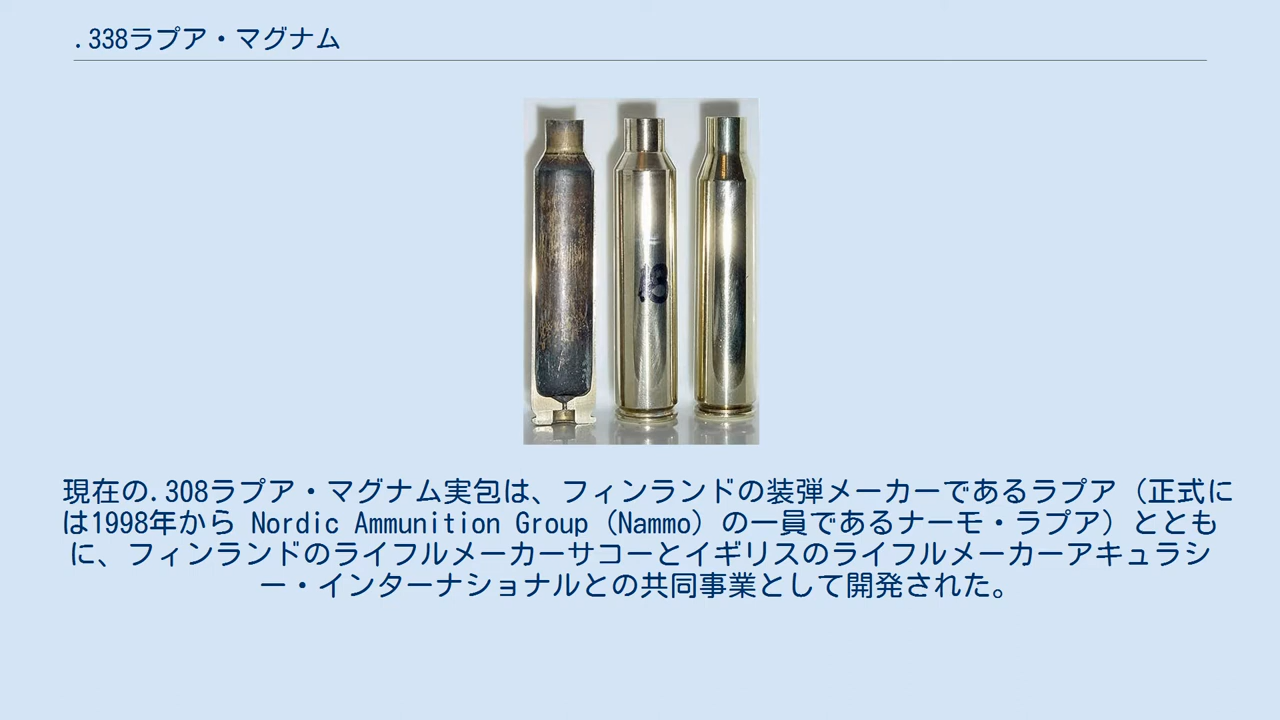 .338ラプア・マグナム
18
現在の.308ラプア・マグナム実包は、フィンランドの装弾メーカーであるラプア（正式に
は1998年から Nordic Ammunition Group（Nammo）の一員であるナーモ・ラプア）ととも
に、フィンランドのライフルメーカーサコーとイギリスのライフルメーカーアキュラシ
ー・インターナショナルとの共同事業として開発された。